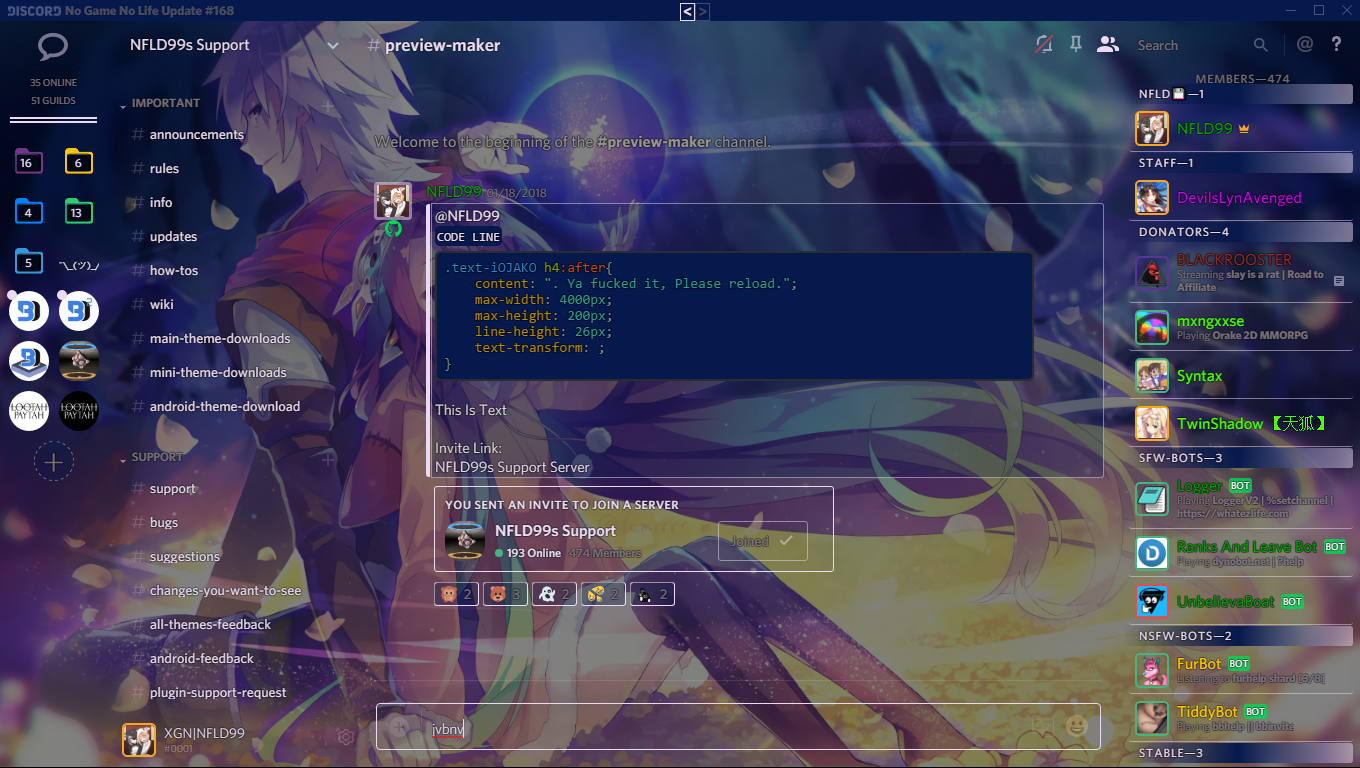 DISCORD No Game No Life Update #168
< >
NFLD99s Support
# preview-maker
Search
@ ?
35 ONLINE
51 GUILDS
16
6
4
13
5
¯\_(ツ)_/
LOOTAH PAYTAH
LOOTAH PAYTAH
IMPORTANT
# announcements
# rules
# info
# updates
# how-tos
# wiki
# main-theme-downloads
# mini-theme-downloads
# android-theme-download
SUPPORT
# support
# bugs
# suggestions
# changes-you-want-to-see
# all-themes-feedback
# android-feedback
# plugin-support-request
XGN|NFLD99
#0001
Welcome to the beginning of the #preview-maker channel.
NFLD99 01/18/2018
@NFLD99
CODE LINE
.text-iOJAKO h4:after{
content: ". Ya fucked it, Please reload.";
max-width: 4000px;
max-height: 200px;
line-height: 26px;
text-transform: ;
}
This Is Text
Invite Link:
NFLD99s Support Server
YOU SENT AN INVITE TO JOIN A SERVER
NFLD99s Support
193 Online 474 Members
Joined
2 3 2 2 2
jvbnv
MEMBERS—474
NFLD💾—1
NFLD99
STAFF—1
DevilsLynAvenged
DONATORS—4
BLACKROOSTER
Streaming slay is a rat | Road to
Affiliate
mxngxxse
Playing Orake 2D MMORPG
Syntax
TwinShadow 【天狐】
SFW-BOTS—3
Logger BOT
Playing LoggerV2 | %setchannel |
https://whatezlife.com
Ranks And Leave Bot BOT
Playing dynobot.net | ?help
UnbelievaBoat BOT
NSFW-BOTS—2
FurBot BOT
Listening to furhelp shard [3/8]
TiddyBot BOT
Playing bbhelp || bbinvite
STABLE—3